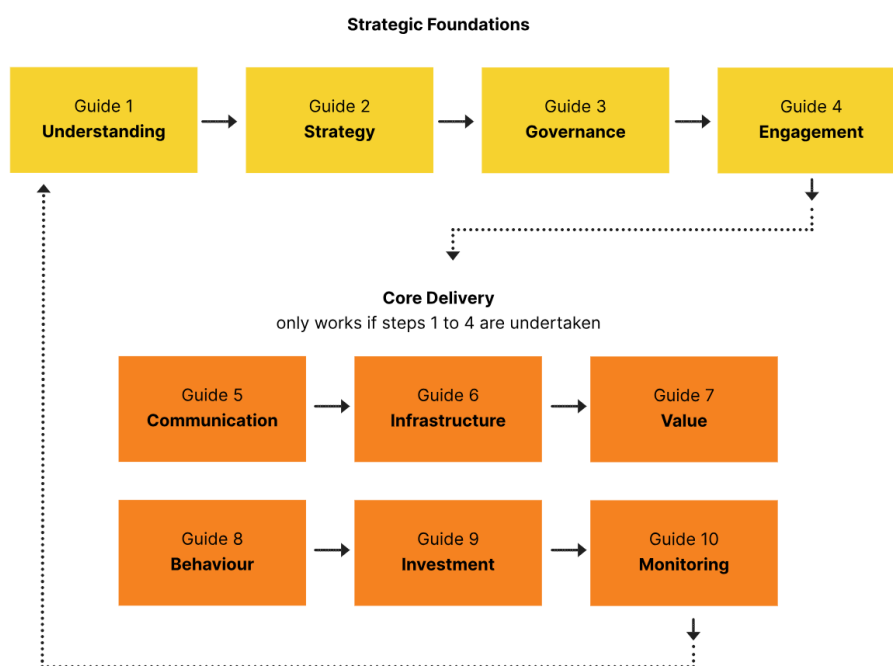 Strategic Foundations
Guide 1
Understanding
Guide 2
Strategy
Guide 3
Governance
Guide 4
Engagement
Core Delivery
only works if steps 1 to 4 are undertaken
Guide 5
Communication
Guide 6
Infrastructure
Guide 7
Value
Guide 8
Behaviour
Guide 9
Investment
Guide 10
Monitoring